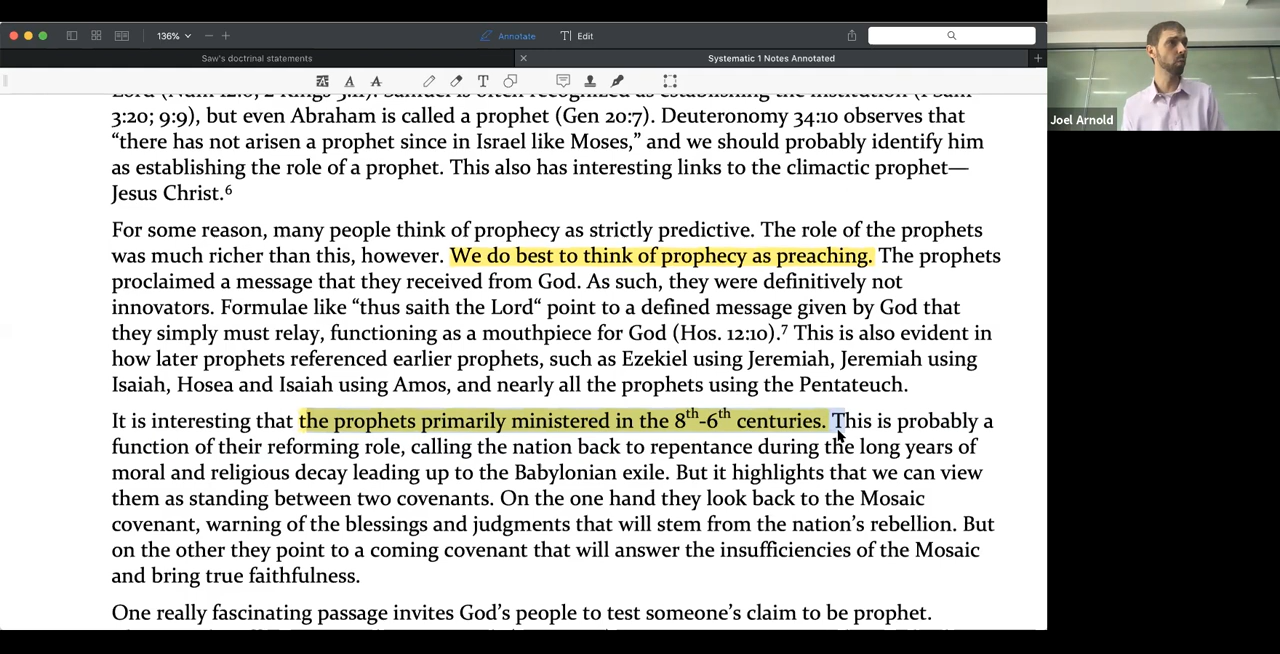 136%
Annotate
Edit
Saw's doctrinal statements
Systematic 1 Notes Annotated
Joel Arnold
3:20; 9:9), but even Abraham is called a prophet (Gen 20:7). Deuteronomy 34:10 observes that
“there has not arisen a prophet since in Israel like Moses,” and we should probably identify him
as establishing the role of a prophet. This also has interesting links to the climactic prophet—
Jesus Christ.6
For some reason, many people think of prophecy as strictly predictive. The role of the prophets
was much richer than this, however. We do best to think of prophecy as preaching. The prophets
proclaimed a message that they received from God. As such, they were definitively not
innovators. Formulae like “thus saith the Lord“ point to a defined message given by God that
they simply must relay, functioning as a mouthpiece for God (Hos. 12:10).7 This is also evident in
how later prophets referenced earlier prophets, such as Ezekiel using Jeremiah, Jeremiah using
Isaiah, Hosea and Isaiah using Amos, and nearly all the prophets using the Pentateuch.
It is interesting that the prophets primarily ministered in the 8th-6th centuries. This is probably a
function of their reforming role, calling the nation back to repentance during the long years of
moral and religious decay leading up to the Babylonian exile. But it highlights that we can view
them as standing between two covenants. On the one hand they look back to the Mosaic
covenant, warning of the blessings and judgments that will stem from the nation’s rebellion. But
on the other they point to a coming covenant that will answer the insufficiencies of the Mosaic
and bring true faithfulness.
One really fascinating passage invites God’s people to test someone’s claim to be prophet.